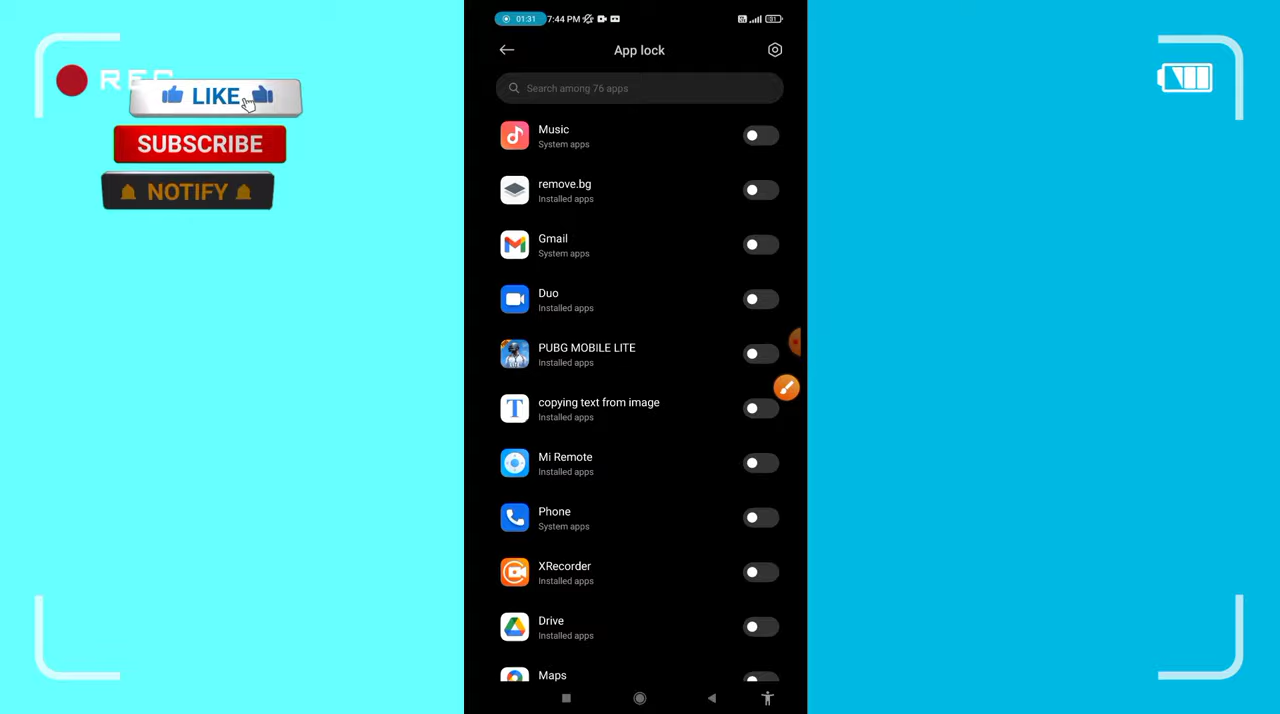 REC
LIKE
SUBSCRIBE
NOTIFY
01:31 7:44 PM 31
App lock
Search among 76 apps
Music
System apps
remove.bg
Installed apps
Gmail
System apps
Duo
Installed apps
PUBG MOBILE LITE
Installed apps
copying text from image
Installed apps
Mi Remote
Installed apps
Phone
System apps
XRecorder
Installed apps
Drive
Installed apps
Maps